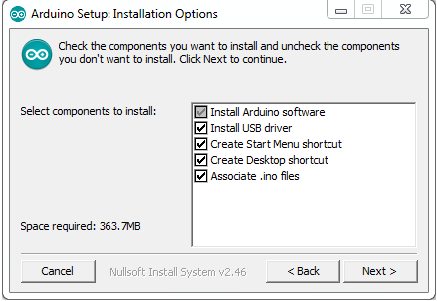 Arduino Setup: Installation Options
Check the components you want to install and uncheck the components
you don't want to install. Click Next to continue.
Select components to install:
Install Arduino software
Install USB driver
Create Start Menu shortcut
Create Desktop shortcut
Associate .ino files
Space required: 363.7MB
Cancel
Nullsoft Install System v2.46
< Back
Next >